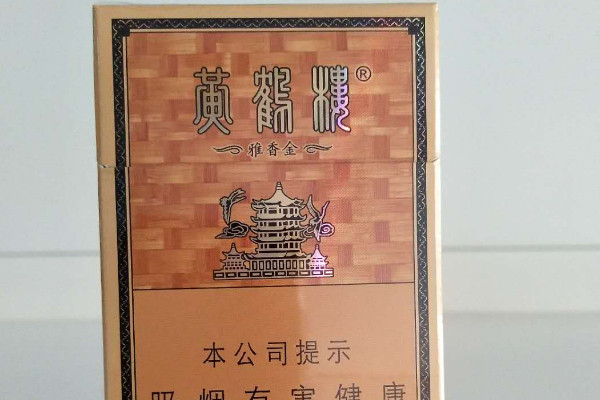 黃鶴樓®
雅香金
本公司提示
吸烟有害健康